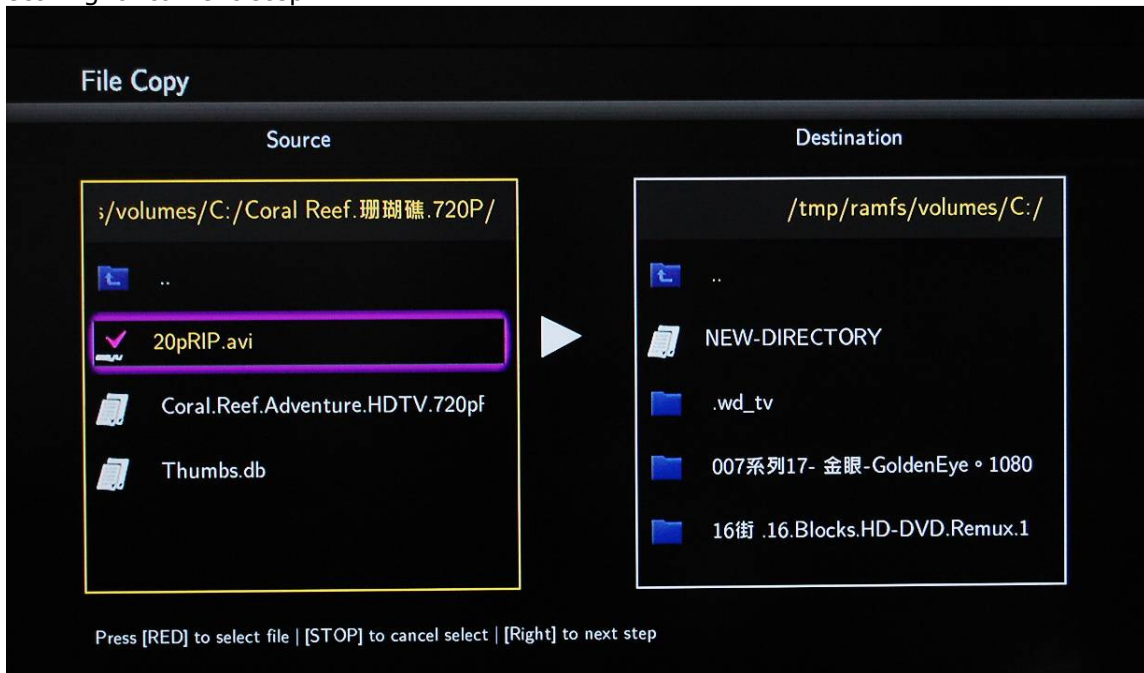 File Copy
Source
Destination
s/volumes/C:/Coral Reef.珊瑚礁.720P/
..
20pRIP.avi
Coral.Reef.Adventure.HDTV.720pR
Thumbs.db
/tmp/ramfs/volumes/C:/
..
NEW-DIRECTORY
.wd_tv
007系列17- 金眼-GoldenEye。1080
16街 .16.Blocks.HD-DVD.Remux.1
Press [RED] to select file | [STOP] to cancel select | [Right] to next step